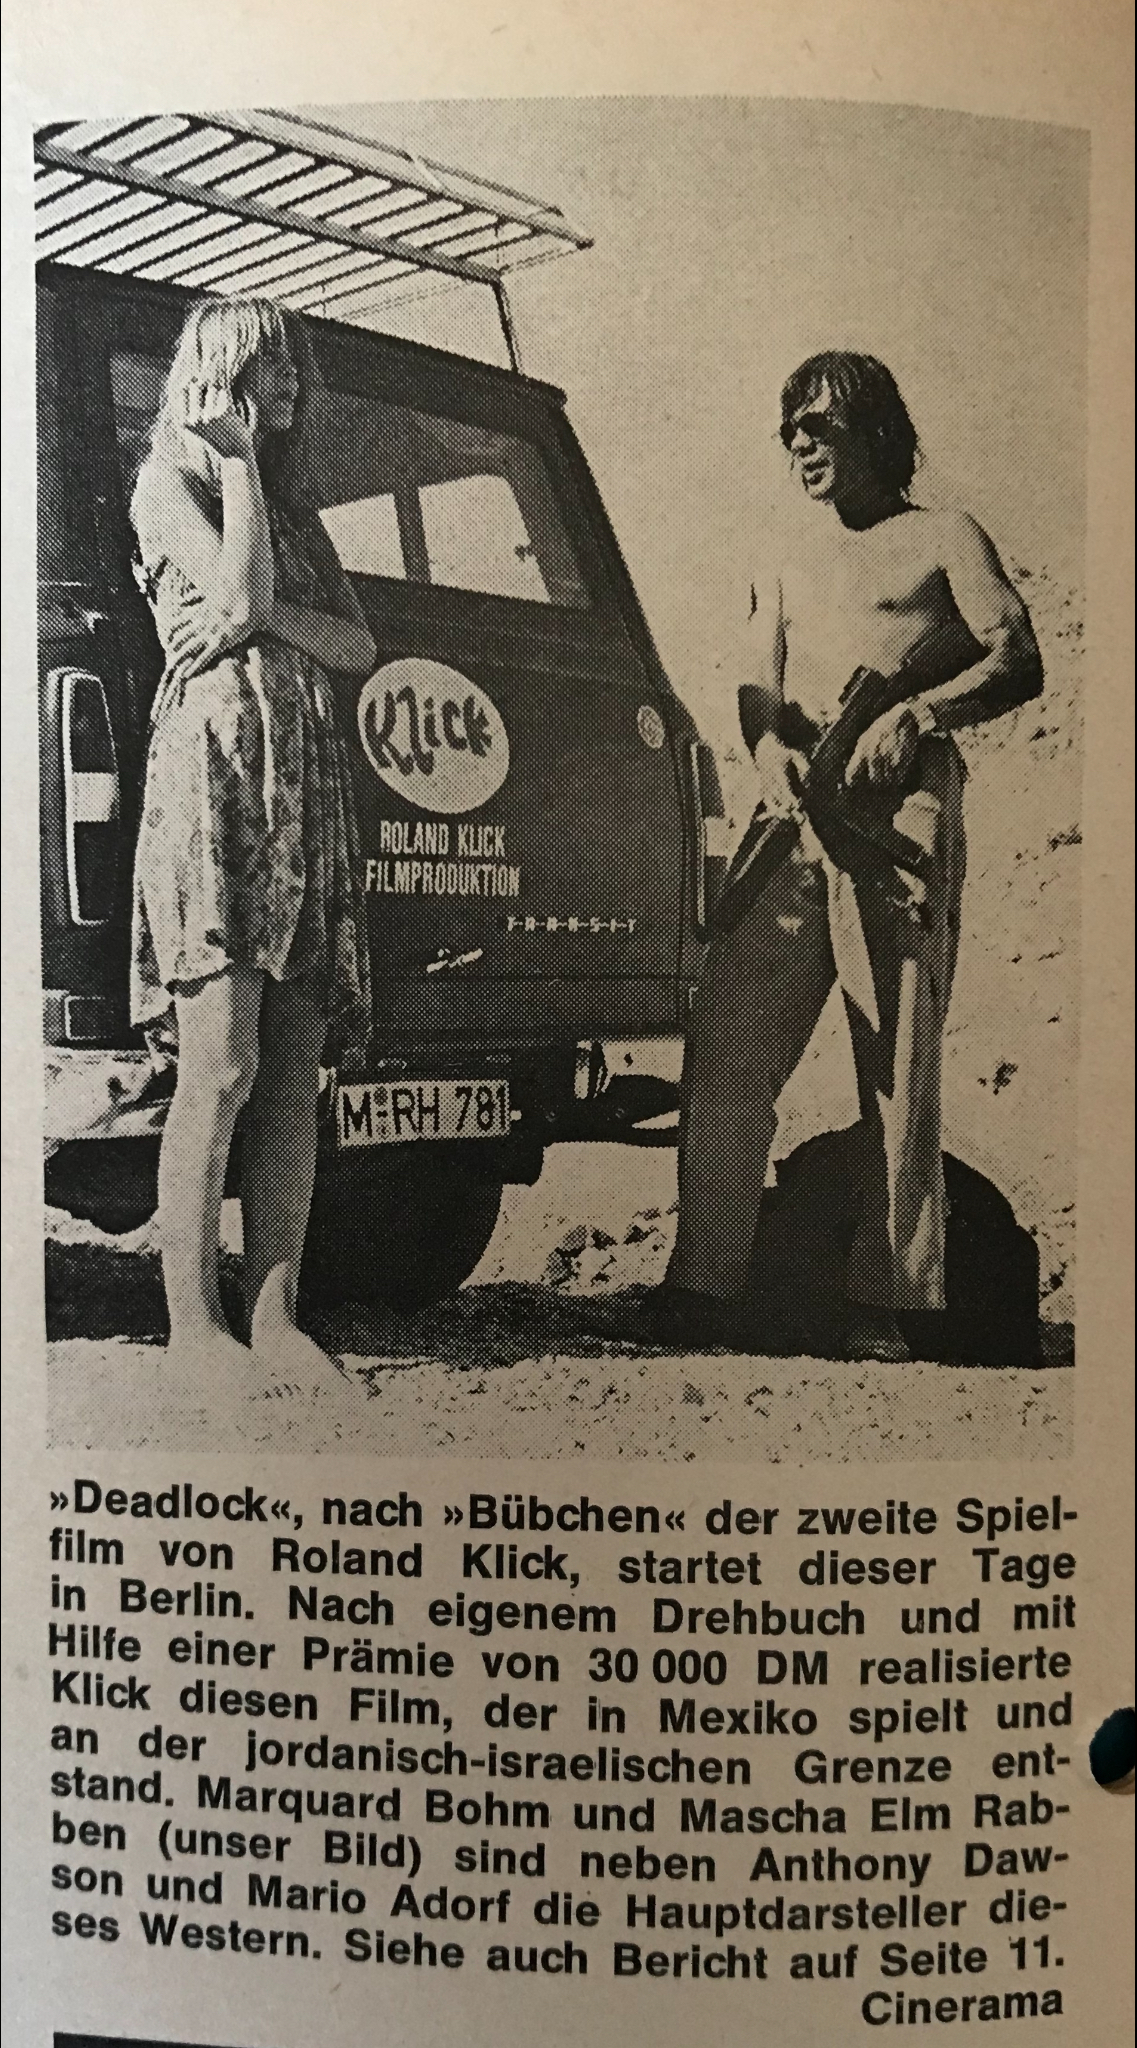 Klick
ROLAND KLICK
FILMPRODUKTION
TRANSIT
M-RH 781
»Deadlock«, nach »Bübchen« der zweite Spiel-
film von Roland Klick, startet dieser Tage
in Berlin. Nach eigenem Drehbuch und mit
Hilfe einer Prämie von 30 000 DM realisierte
Klick diesen Film, der in Mexiko spielt und
an der jordanisch-israelischen Grenze ent-
stand. Marquard Bohm und Mascha Elm Rab-
ben (unser Bild) sind neben Anthony Daw-
son und Mario Adorf die Hauptdarsteller die-
ses Western. Siehe auch Bericht auf Seite 11.
Cinerama